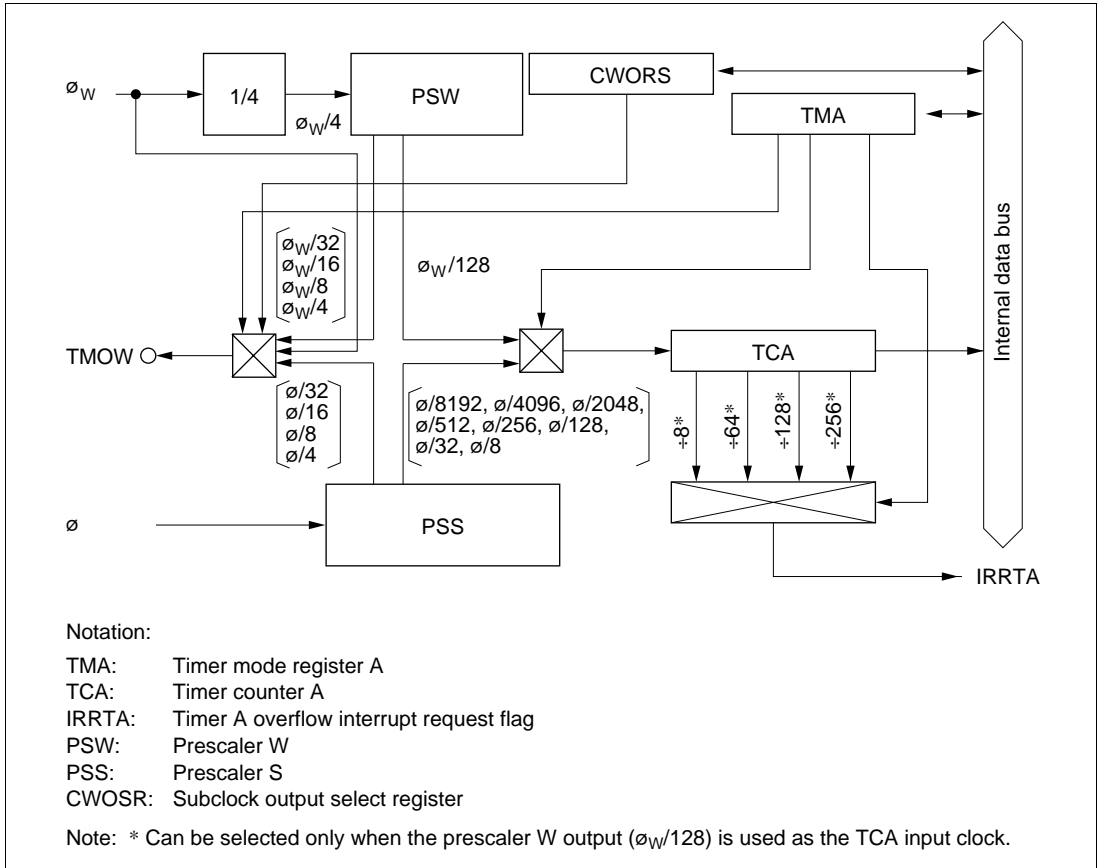 øW
1/4
øW/4
PSW
CWORS
TMA
Internal data bus
øW/32
øW/16
øW/8
øW/4
øW/128
TMOW
TCA
ø/32
ø/16
ø/8
ø/4
ø/8192, ø/4096, ø/2048,
ø/512, ø/256, ø/128,
ø/32, ø/8
÷8*
÷64*
÷128*
÷256*
ø
PSS
IRRTA
Notation:
TMA: Timer mode register A
TCA: Timer counter A
IRRTA: Timer A overflow interrupt request flag
PSW: Prescaler W
PSS: Prescaler S
CWOSR: Subclock output select register
Note: * Can be selected only when the prescaler W output (øW/128) is used as the TCA input clock.